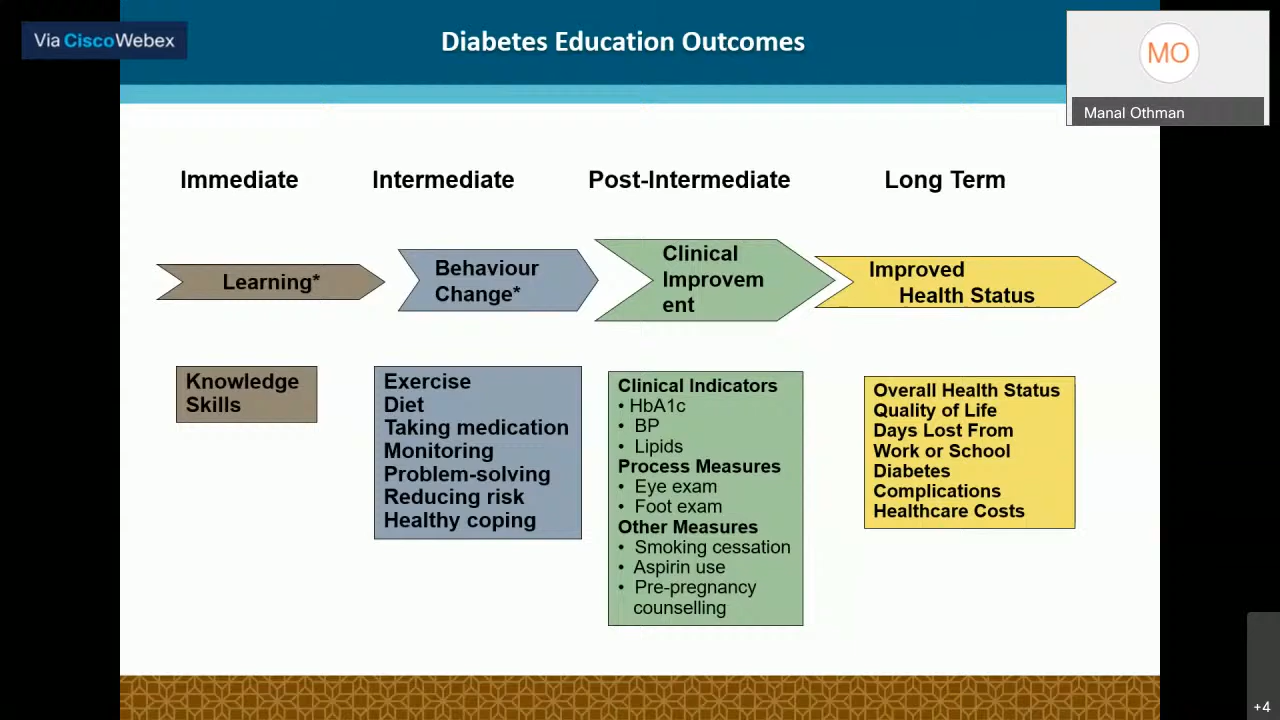 Via Cisco Webex
Diabetes Education Outcomes
MO
Manal Othman
Immediate
Intermediate
Post-Intermediate
Long Term
Learning*
Behaviour
Change*
Clinical
Improvem
ent
Improved
Health Status
Knowledge
Skills
Exercise
Diet
Taking medication
Monitoring
Problem-solving
Reducing risk
Healthy coping
Clinical Indicators
• HbA1c
• BP
• Lipids
Process Measures
• Eye exam
• Foot exam
Other Measures
• Smoking cessation
• Aspirin use
• Pre-pregnancy
counselling
Overall Health Status
Quality of Life
Days Lost From
Work or School
Diabetes
Complications
Healthcare Costs
+4